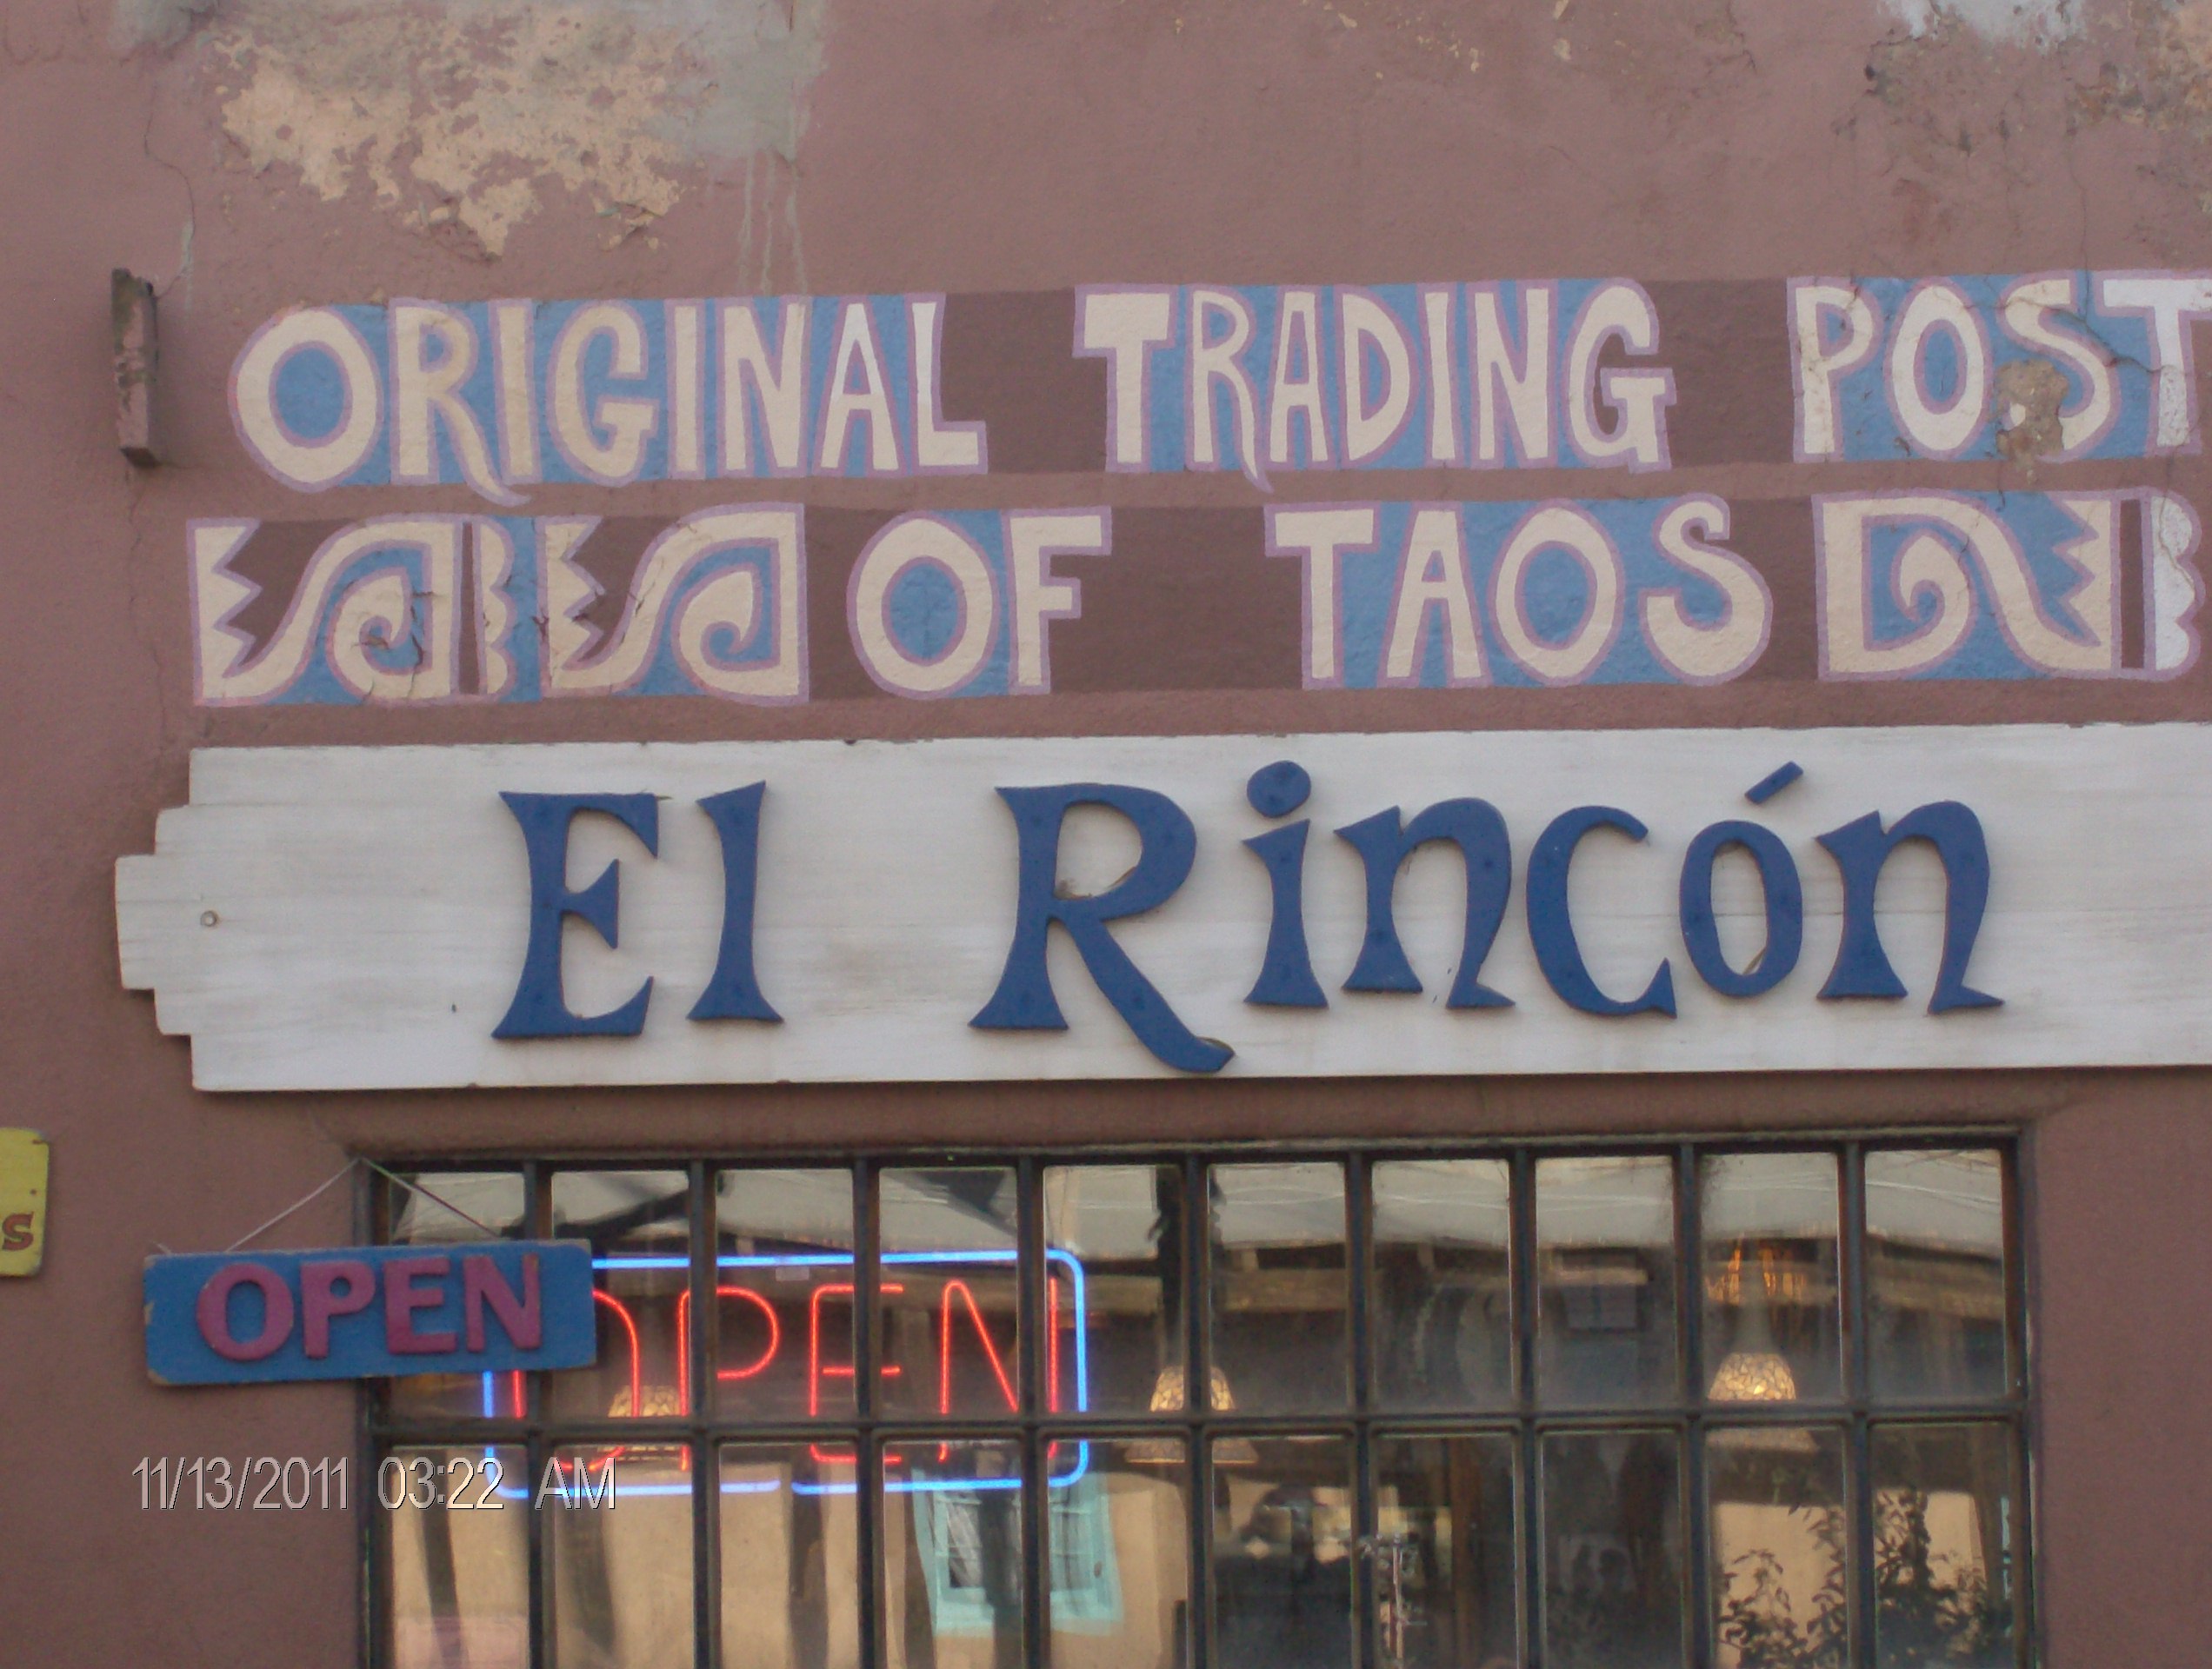 ORIGINAL TRADING POST
OF TAOS
El Rincón
S
OPEN
OPEN
11/13/2011 03:22 AM